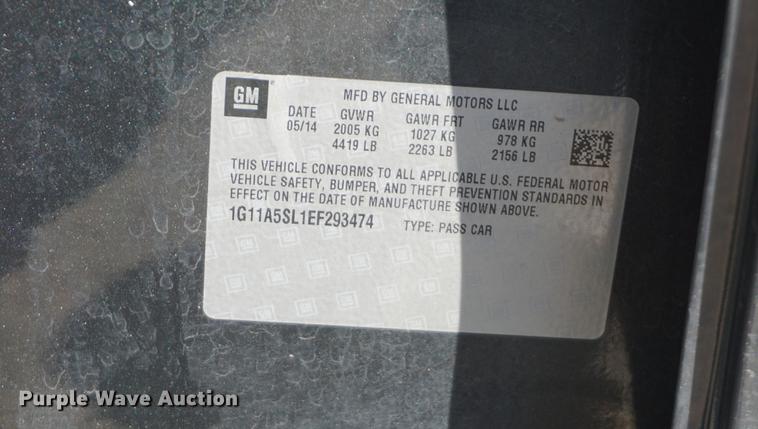 GM
MFD BY GENERAL MOTORS LLC
DATE GVWR GAWR FRT GAWR RR
05/14 2005 KG 1027 KG 978 KG
4419 LB 2263 LB 2156 LB
THIS VEHICLE CONFORMS TO ALL APPLICABLE U.S. FEDERAL MOTOR
VEHICLE SAFETY, BUMPER, AND THEFT PREVENTION STANDARDS IN
EFFECT ON THE DATE OF MANUFACTURE SHOWN ABOVE.
1G11A5SL1EF293474 TYPE: PASS CAR
Purple Wave Auction